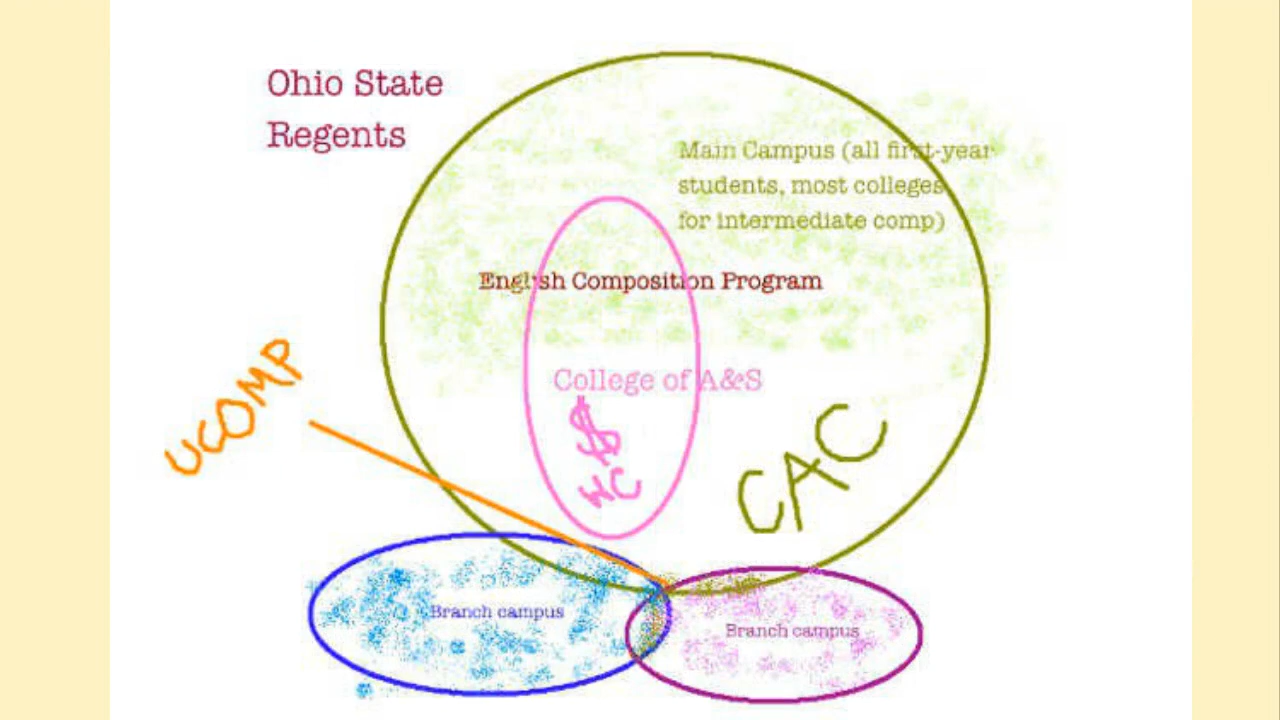 Ohio State
Regents
Main Campus (all first-year
students, most colleges
for intermediate comp)
English Composition Program
UCOMP
College of A&S
$
WC
CAC
Branch campus
Branch campus